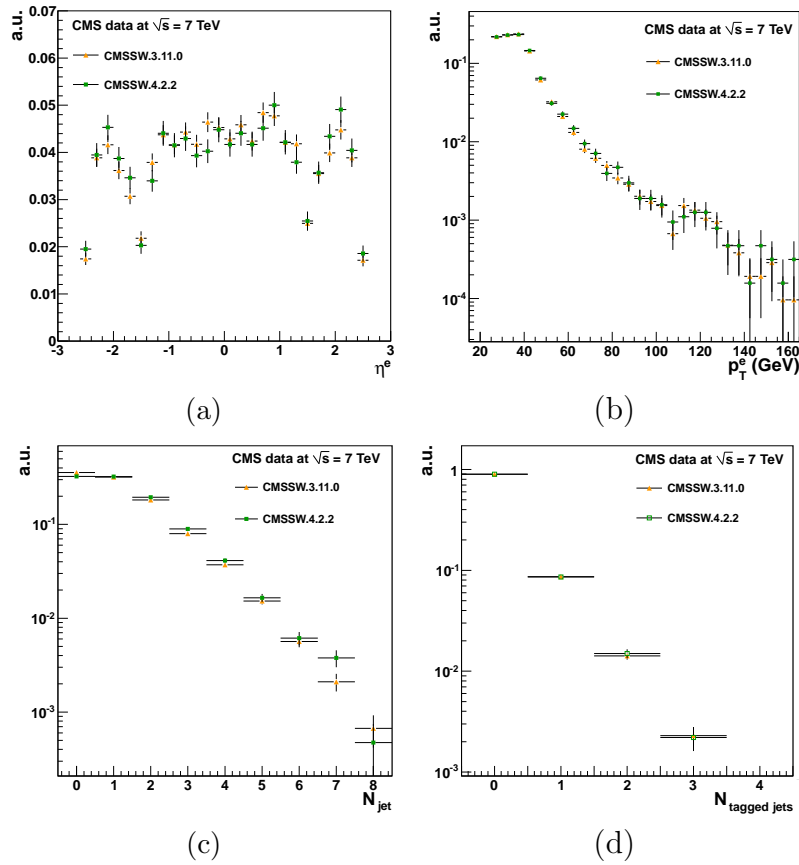 a.u.
0.07
0.06
0.05
0.04
0.03
0.02
0.01
0
-3 -2 -1 0 1 2 3
η^e
CMS data at √s = 7 TeV
CMSSW.3.11.0
CMSSW.4.2.2
(a)
a.u.
10^-1
10^-2
10^-3
10^-4
20 40 60 80 100 120 140 160
p_T^e (GeV)
CMS data at √s = 7 TeV
CMSSW.3.11.0
CMSSW.4.2.2
(b)
a.u.
10^-1
10^-2
10^-3
0 1 2 3 4 5 6 7 8
N_jet
CMS data at √s = 7 TeV
CMSSW.3.11.0
CMSSW.4.2.2
(c)
a.u.
1
10^-1
10^-2
10^-3
0 1 2 3 4
N_tagged jets
CMS data at √s = 7 TeV
CMSSW.3.11.0
CMSSW.4.2.2
(d)